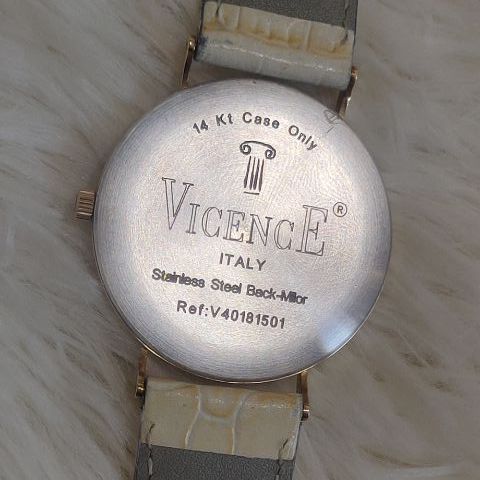 14 Kt Case Only
VICENCE ®
ITALY
Stainless Steel Back-Milor
Ref:V40181501